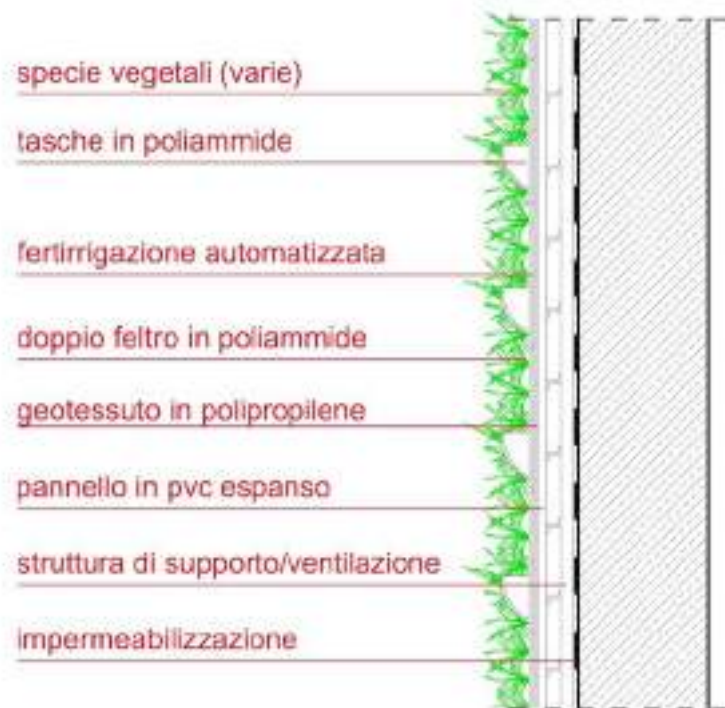 specie vegetali (varie)
tasche in poliammide
fertirrigazione automatizzata
doppio feltro in poliammide
geotessuto in polipropilene
pannello in pvc espanso
struttura di supporto/ventilazione
impermeabilizzazione